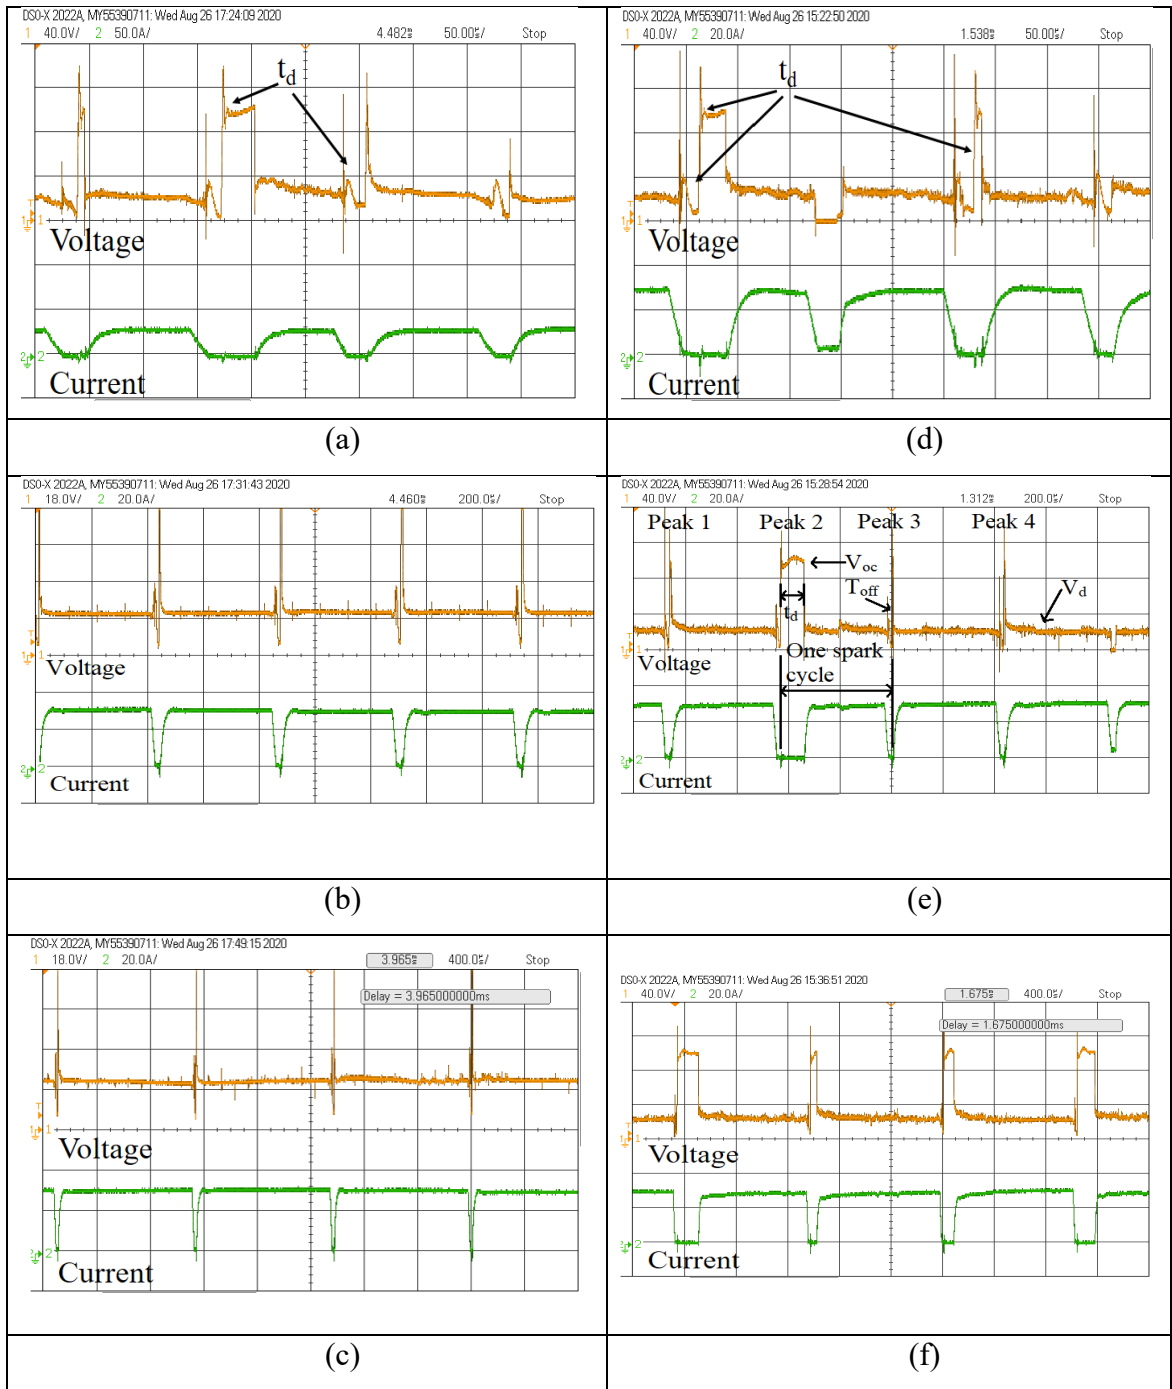 DSO-X 2022A, MY55390711: Wed Aug 26 17:24:09 2020
1 40.0V/ 2 50.0A/ 4.482s 50.00s/ Stop
td
Voltage
Current
(a)
DSO-X 2022A, MY55390711: Wed Aug 26 15:22:50 2020
1 40.0V/ 2 20.0A/ 1.538s 50.00s/ Stop
td
Voltage
Current
(d)
DSO-X 2022A, MY55390711: Wed Aug 26 17:31:43 2020
1 18.0V/ 2 20.0A/ 4.460s 200.0s/ Stop
Voltage
Current
(b)
DSO-X 2022A, MY55390711: Wed Aug 26 15:28:54 2020
1 40.0V/ 2 20.0A/ 1.312s 200.0s/ Stop
Peak 1 Peak 2 Peak 3 Peak 4
Voc
Toff
td
Vd
One spark
cycle
Voltage
Current
(e)
DSO-X 2022A, MY55390711: Wed Aug 26 17:49:15 2020
1 18.0V/ 2 20.0A/ 3.965s 400.0s/ Stop
Delay = 3.965000000ms
Voltage
Current
(c)
DSO-X 2022A, MY55390711: Wed Aug 26 15:36:51 2020
1 40.0V/ 2 20.0A/ 1.675s 400.0s/ Stop
Delay = 1.675000000ms
Voltage
Current
(f)